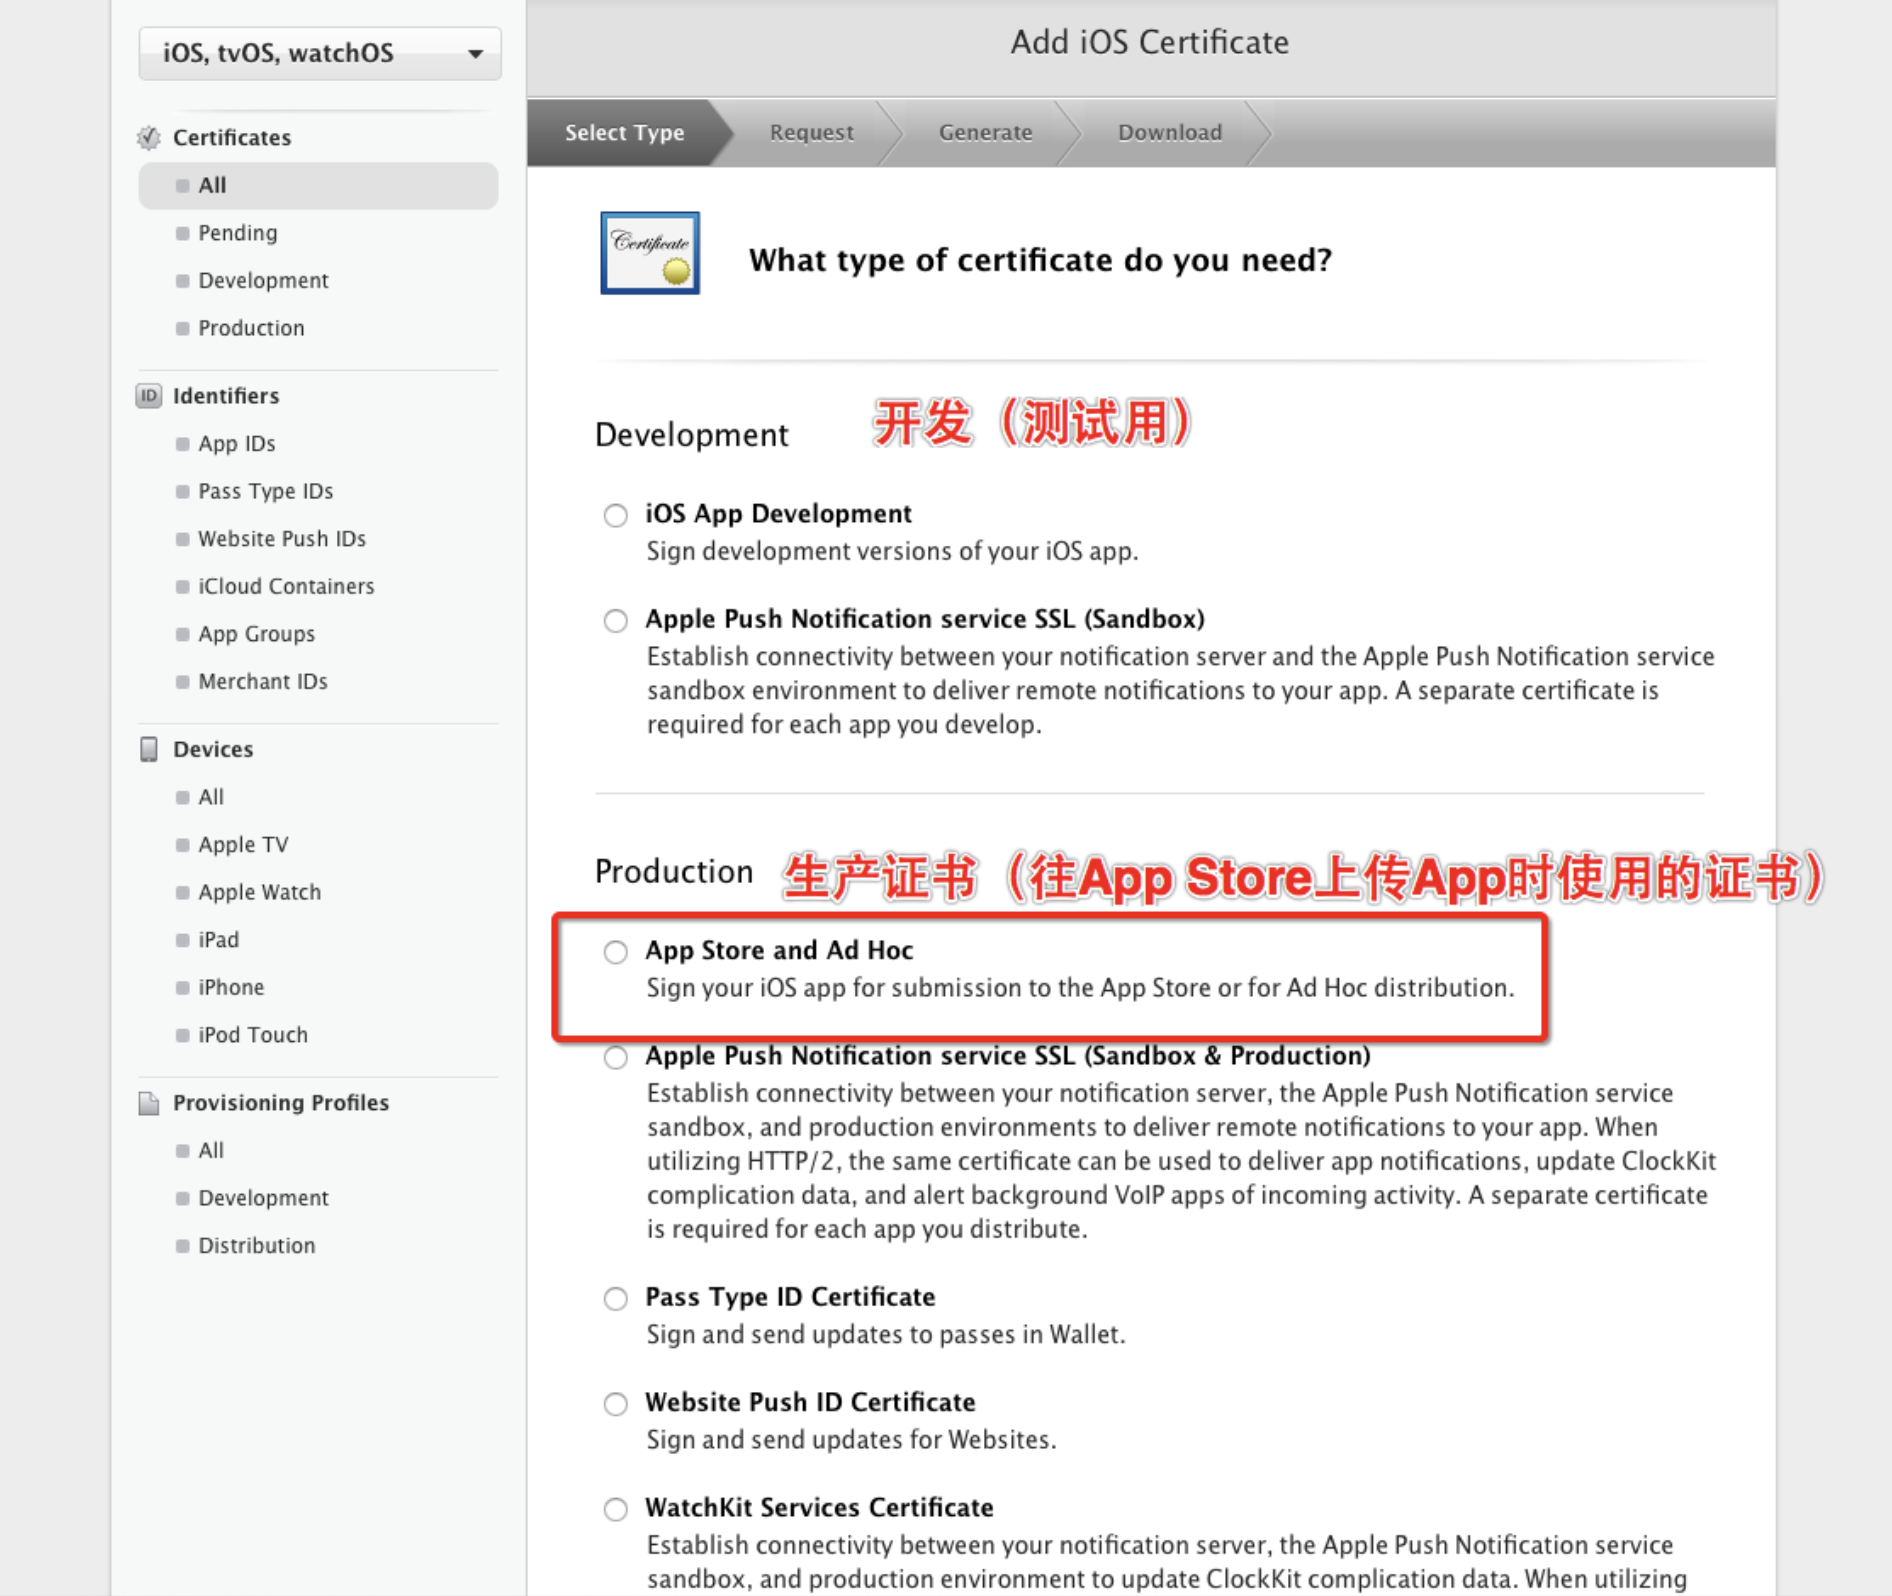 iOS, tvOS, watchOS
Certificates
All
Pending
Development
Production
ID Identifiers
App IDs
Pass Type IDs
Website Push IDs
iCloud Containers
App Groups
Merchant IDs
Devices
All
Apple TV
Apple Watch
iPad
iPhone
iPod Touch
Provisioning Profiles
All
Development
Distribution
Add iOS Certificate
Select Type
Request
Generate
Download
Certificate
What type of certificate do you need?
Development 开发（测试用）
iOS App Development
Sign development versions of your iOS app.
Apple Push Notification service SSL (Sandbox)
Establish connectivity between your notification server and the Apple Push Notification service
sandbox environment to deliver remote notifications to your app. A separate certificate is
required for each app you develop.
Production 生产证书（往App Store上传App时使用的证书）
App Store and Ad Hoc
Sign your iOS app for submission to the App Store or for Ad Hoc distribution.
Apple Push Notification service SSL (Sandbox & Production)
Establish connectivity between your notification server, the Apple Push Notification service
sandbox, and production environments to deliver remote notifications to your app. When
utilizing HTTP/2, the same certificate can be used to deliver app notifications, update ClockKit
complication data, and alert background VoIP apps of incoming activity. A separate certificate
is required for each app you distribute.
Pass Type ID Certificate
Sign and send updates to passes in Wallet.
Website Push ID Certificate
Sign and send updates for Websites.
WatchKit Services Certificate
Establish connectivity between your notification server, the Apple Push Notification service
sandbox, and production environment to update ClockKit complication data. When utilizing